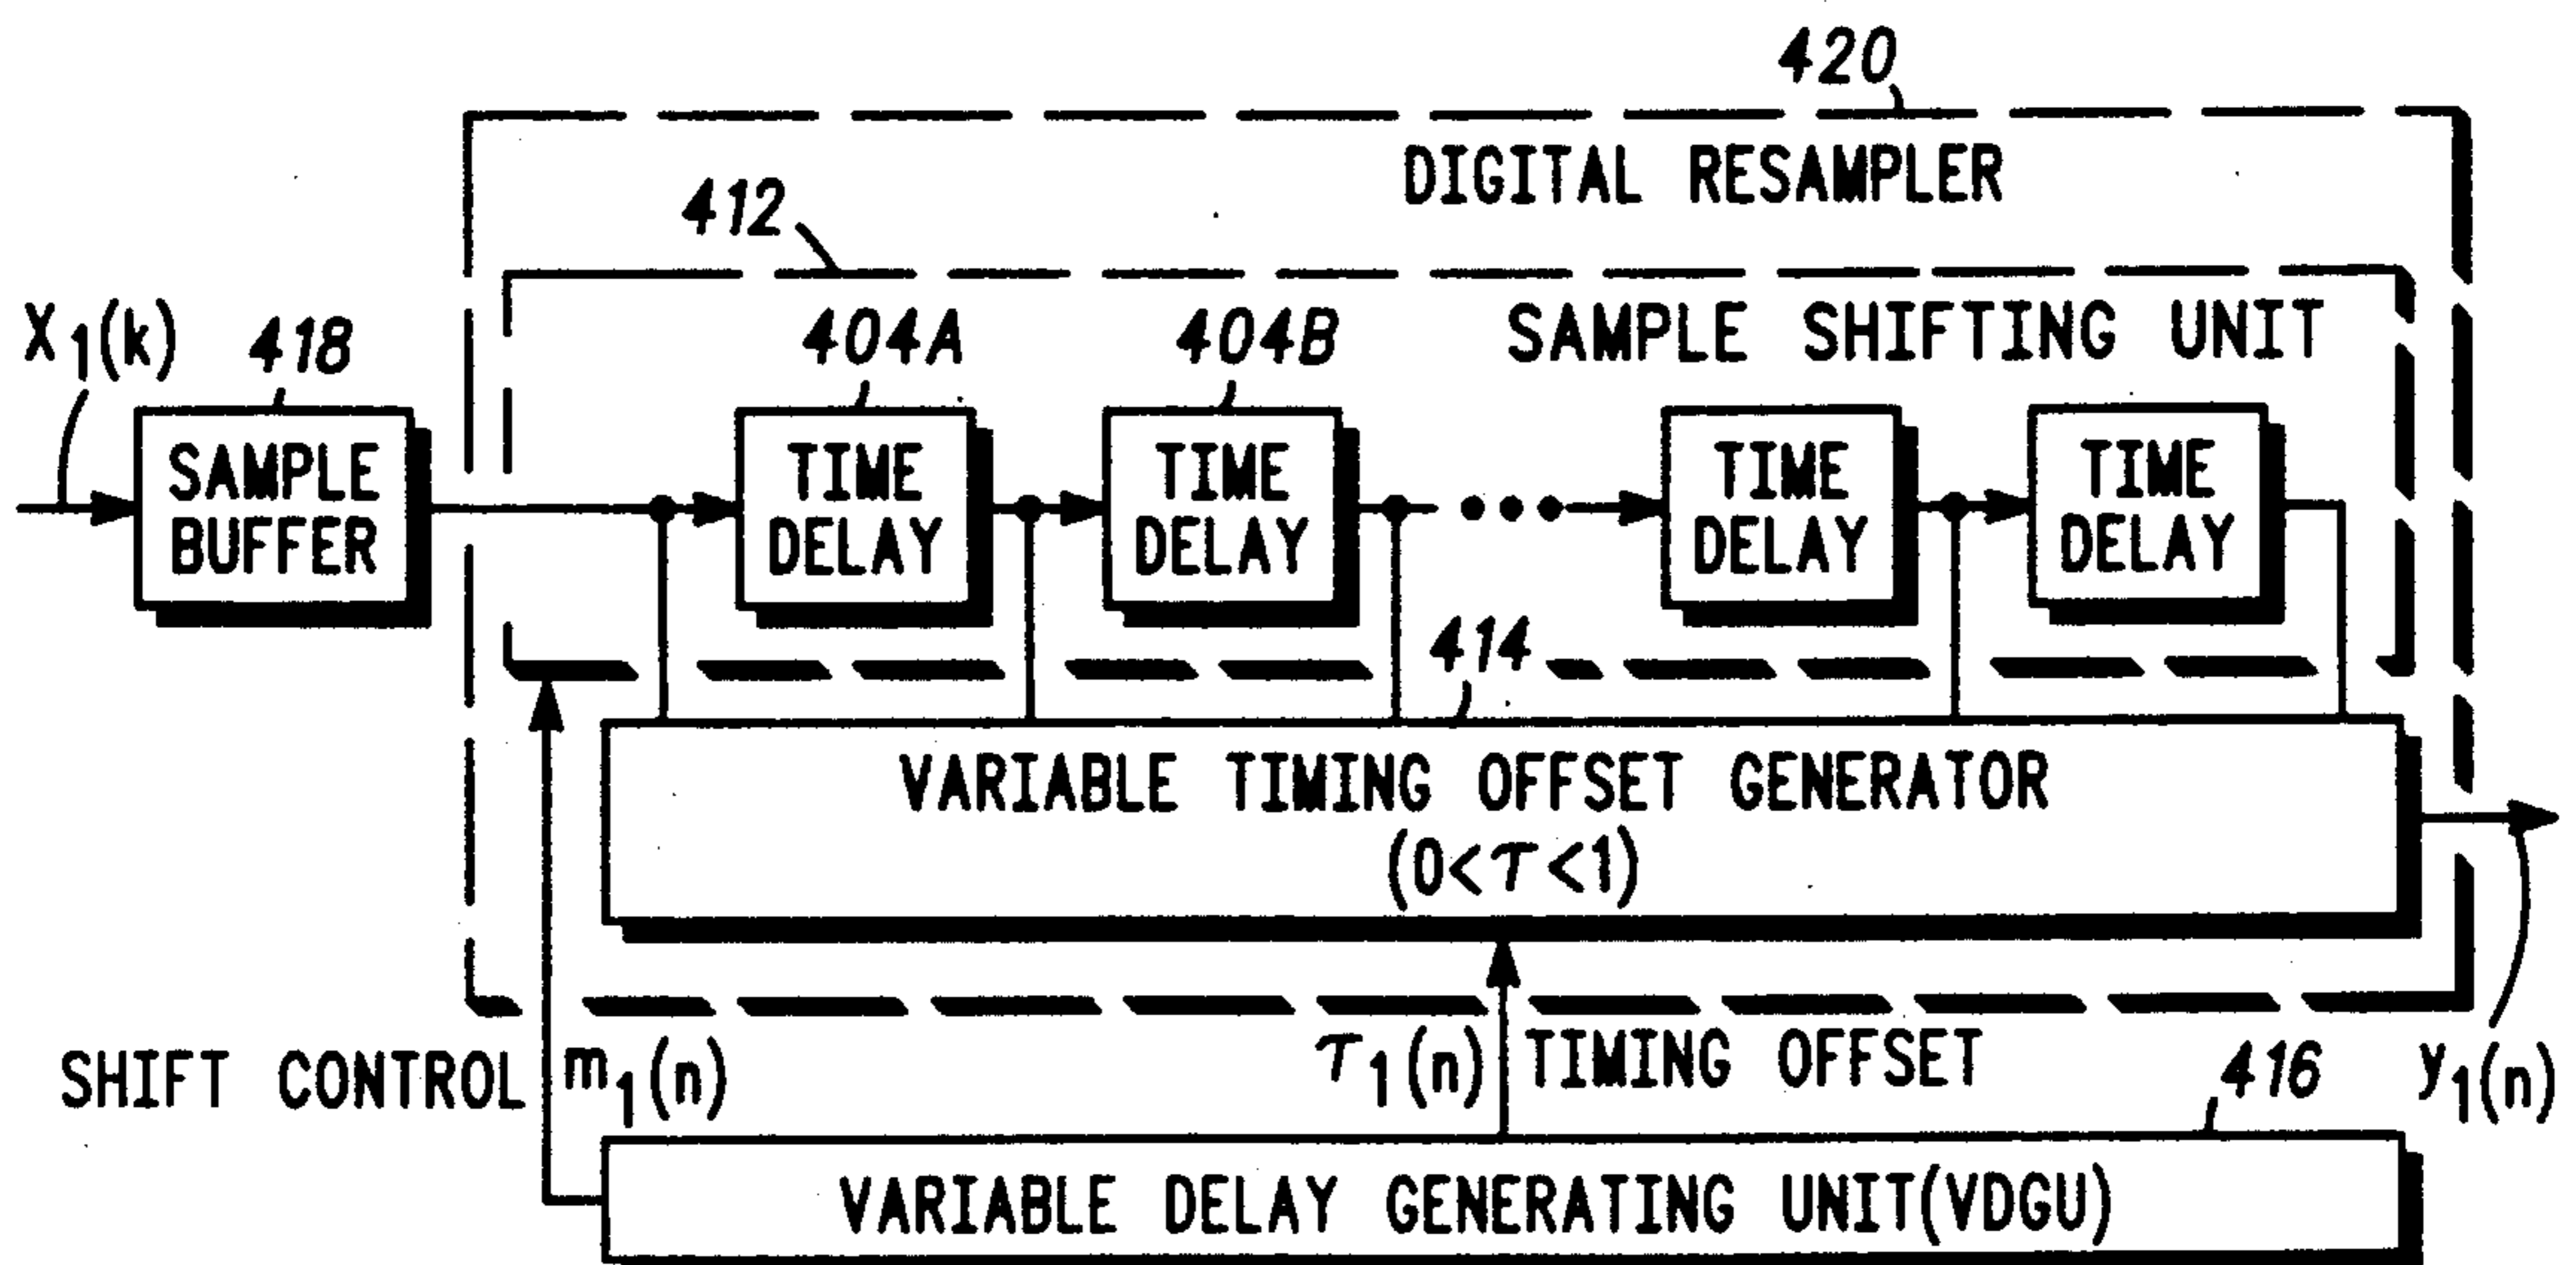 420
DIGITAL RESAMPLER
412
SAMPLE SHIFTING UNIT
X1(k)
418
404A
404B
SAMPLE
BUFFER
TIME
DELAY
TIME
DELAY
TIME
DELAY
TIME
DELAY
414
VARIABLE TIMING OFFSET GENERATOR
(0<τ<1)
SHIFT CONTROL
m1(n)
τ1(n)
TIMING OFFSET
416
y1(n)
VARIABLE DELAY GENERATING UNIT(VDGU)